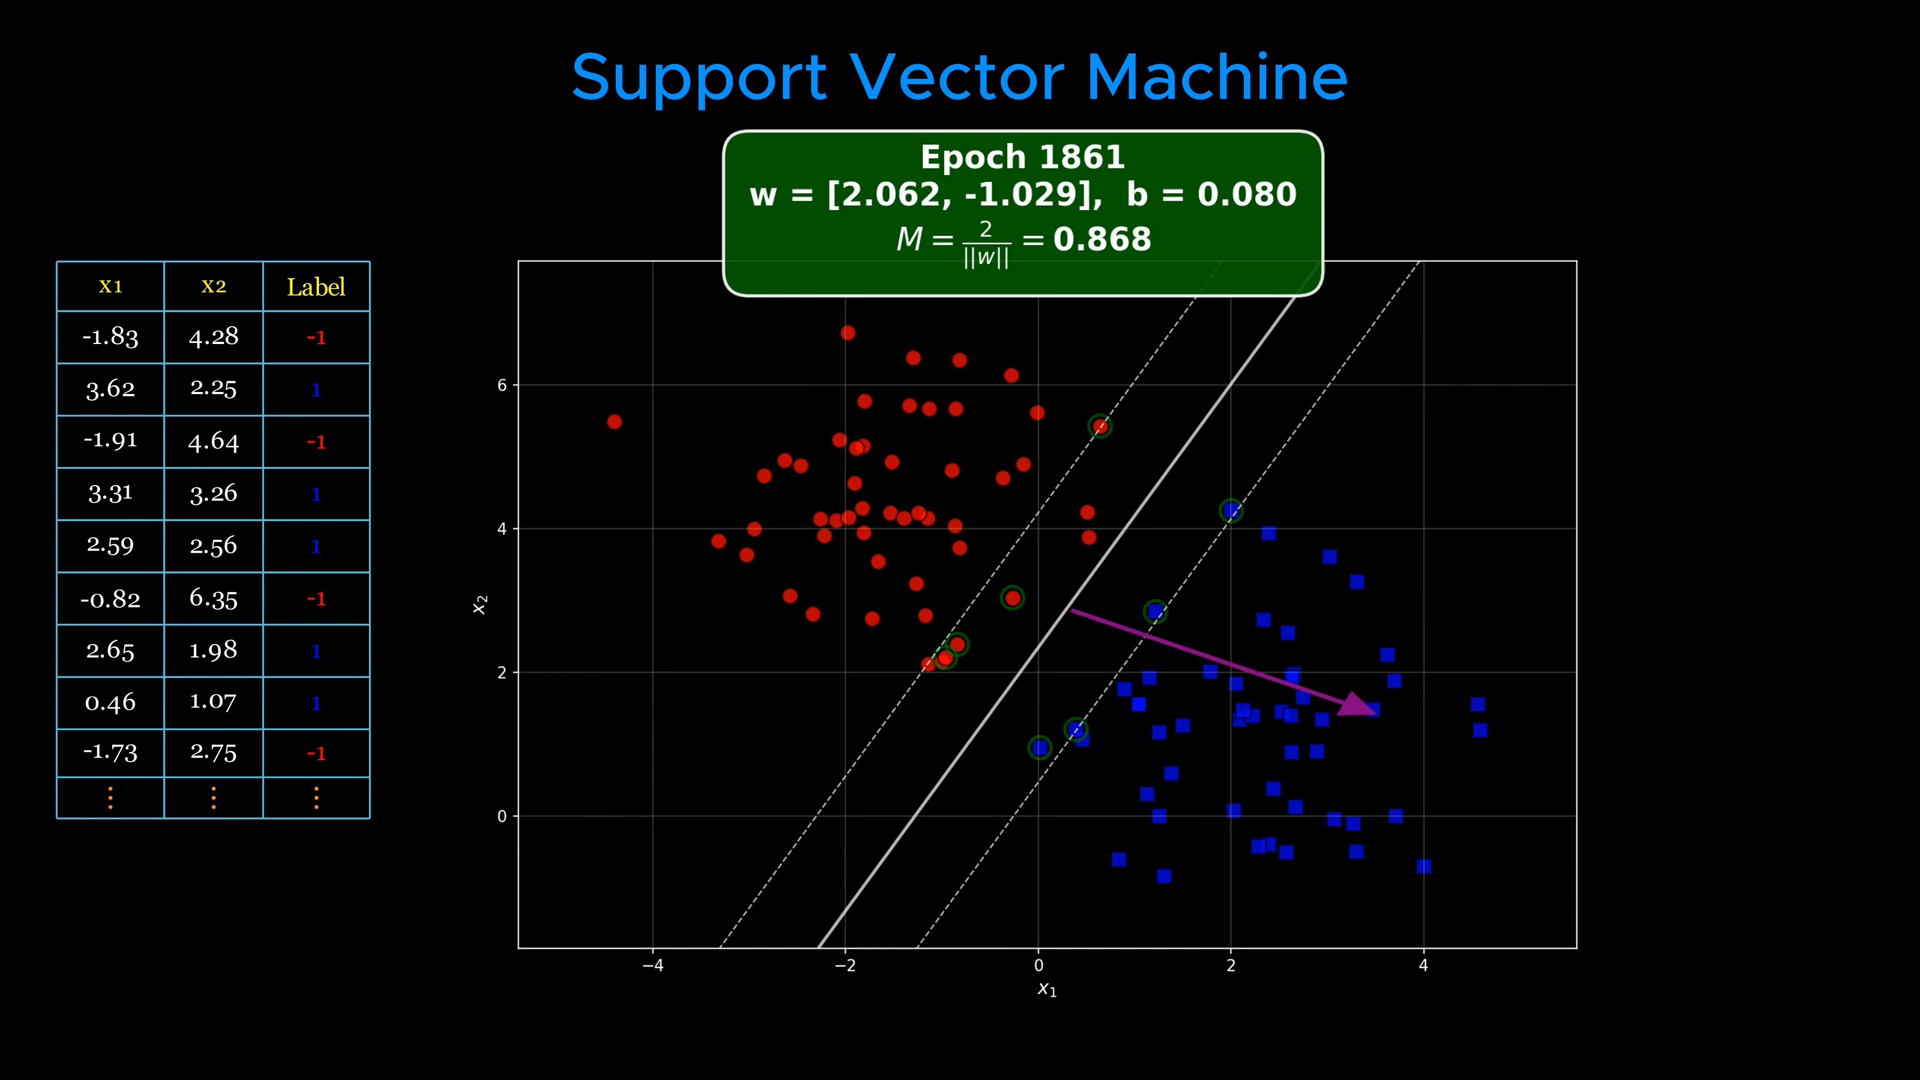 Support Vector Machine
Epoch 1861
w = [2.062, -1.029], b = 0.080
M = 2/||w|| = 0.868
x1 x2 Label
-1.83 4.28 -1
3.62 2.25 1
-1.91 4.64 -1
3.31 3.26 1
2.59 2.56 1
-0.82 6.35 -1
2.65 1.98 1
0.46 1.07 1
-1.73 2.75 -1
⋮ ⋮ ⋮
6
4
2
0
x₂
−4 −2 0 2 4
x₁